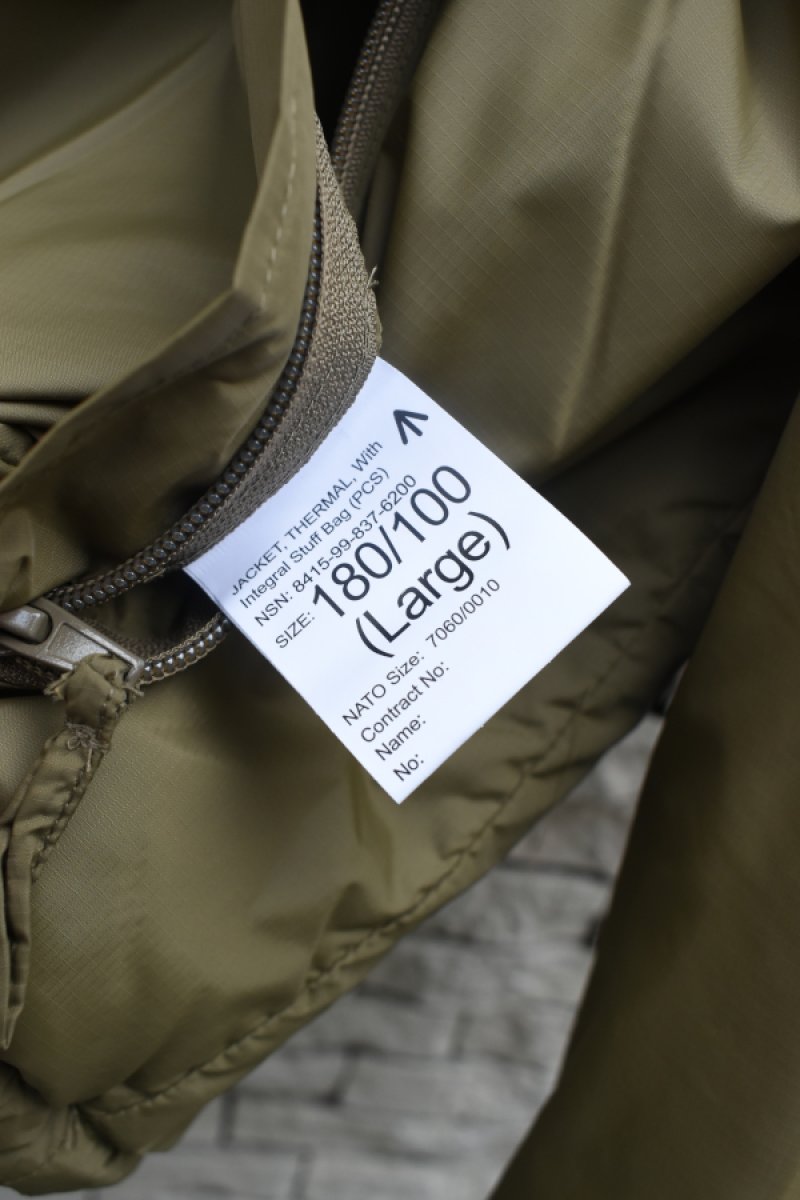 JACKET, THERMAL, With
Integral Stuff Bag (PCS)
NSN: 8415-99-837-6200
SIZE: 180/100
(Large)
NATO Size: 7060/0010
Contract No:
Name:
No: